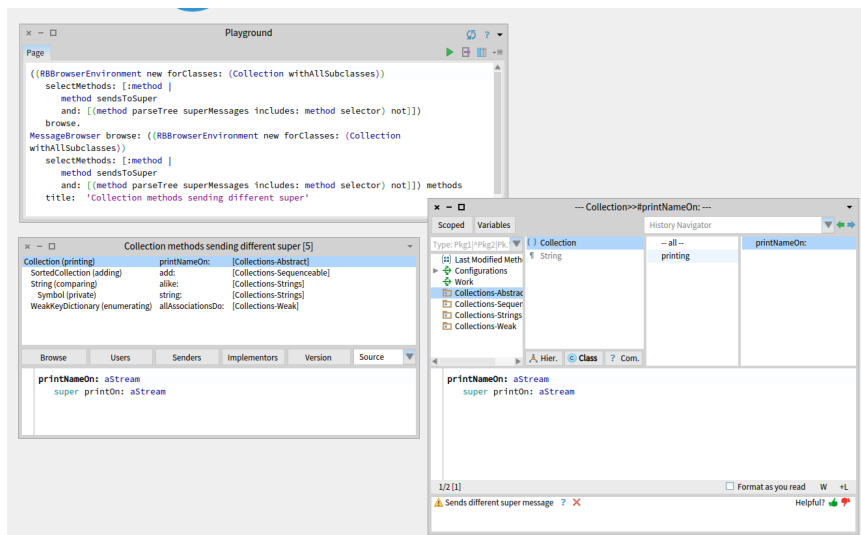 Playground
?
Page
((RBBrowserEnvironment new forClasses: (Collection withAllSubclasses))
selectMethods: [:method |
method sendsToSuper
and: [(method parseTree superMessages includes: method selector) not]])
browse.
MessageBrowser browse: ((RBBrowserEnvironment new forClasses: (Collection
withAllSubclasses))
selectMethods: [:method |
method sendsToSuper
and: [(method parseTree superMessages includes: method selector) not]]) methods
title: 'Collection methods sending different super'
Collection methods sending different super [5]
Collection (printing) printNameOn: [Collections-Abstract]
SortedCollection (adding) add: [Collections-Sequenceable]
String (comparing) alike: [Collections-Strings]
Symbol (private) string: [Collections-Strings]
WeakKeyDictionary (enumerating) allAssociationsDo: [Collections-Weak]
Browse Users Senders Implementors Version Source
printNameOn: aStream
super printOn: aStream
--- Collection>>#printNameOn: ---
Scoped Variables History Navigator
Type: Pkg1|^Pkg2|Pk.
Last Modified Meth
Configurations
Work
Collections-Abstrac
Collections-Sequen
Collections-Strings
Collections-Weak
Collection
String
Hier. Class ? Com.
-- all --
printing
printNameOn:
printNameOn: aStream
super printOn: aStream
1/2 [1] Format as you read W +L
Sends different super message ? Helpful?